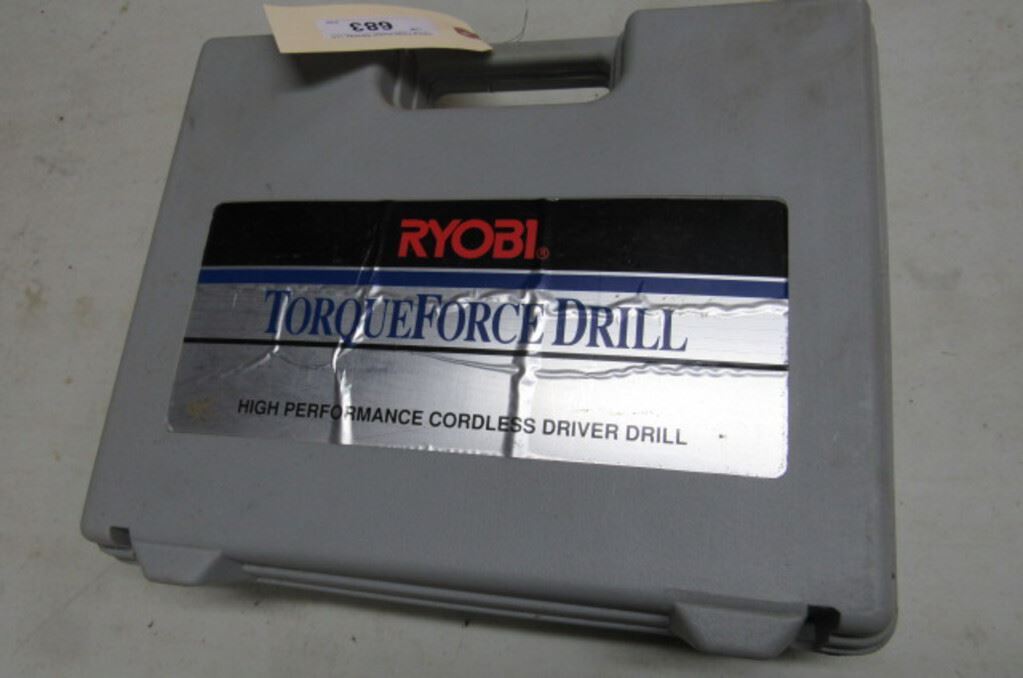 683
RYOBI®
TORQUEFORCE DRILL
HIGH PERFORMANCE CORDLESS DRIVER DRILL